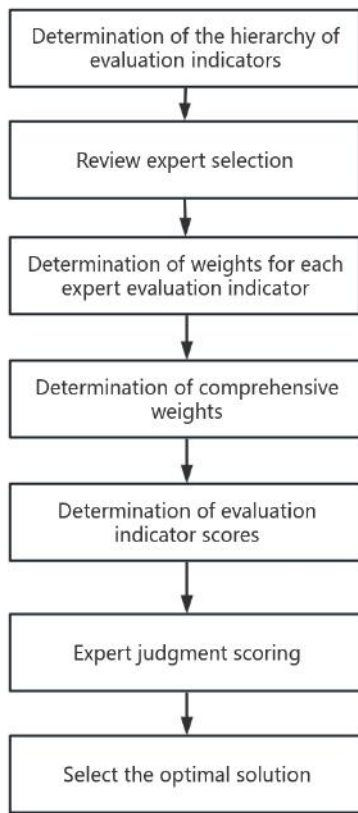 Determination of the hierarchy of
evaluation indicators
Review expert selection
Determination of weights for each
expert evaluation indicator
Determination of comprehensive
weights
Determination of evaluation
indicator scores
Expert judgment scoring
Select the optimal solution